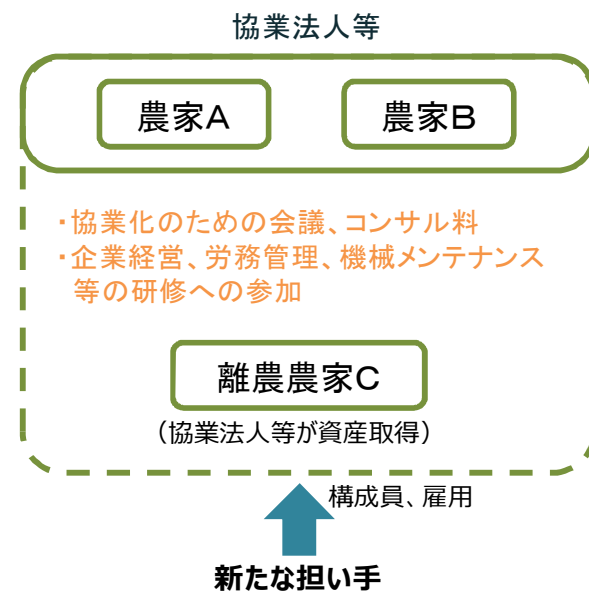 協業法人等
農家A
農家B
・協業化のための会議、コンサル料
・企業経営、労務管理、機械メンテナンス
等の研修への参加
離農農家C
（協業法人等が資産取得）
構成員、雇用
新たな担い手